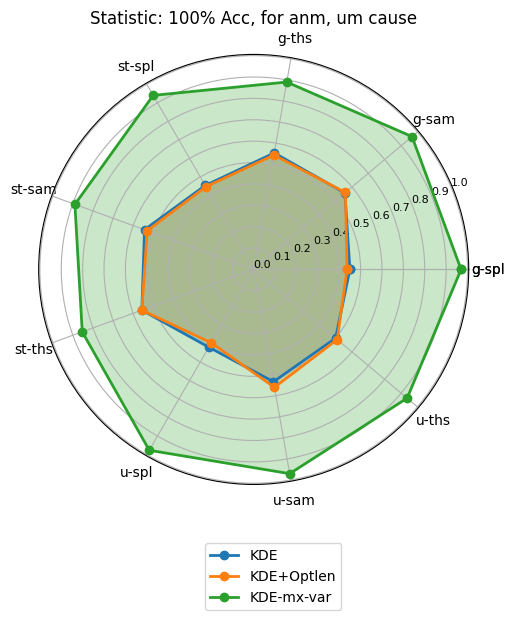 Statistic: 100% Acc, for anm, um cause
g-ths
st-spl
g-sam
st-sam
1.0
0.9
0.8
0.7
0.6
0.5
0.4
0.3
0.2
0.1
0.0
g-spl
st-ths
u-ths
u-spl
u-sam
KDE
KDE+Optlen
KDE-mx-var